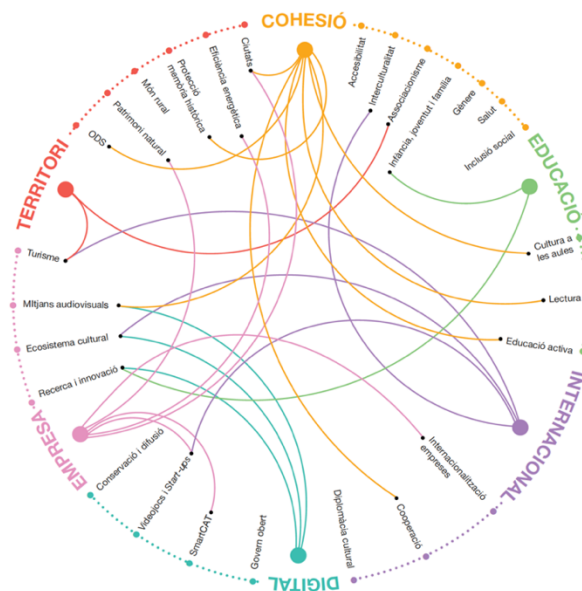 COHESIÓ
Accesibilitat
Interculturalitat
Associacionisme
Infància, joventut i família
Gènere
Salut
Inclusió social
EDUCACIÓ
Cultura a
les aules
Lectura
Educació activa
INTERNACIONAL
Internacionalització
empreses
Cooperació
Diplomàcia cultural
DIGITAL
Govern obert
SmartCAT
Videojocs i Start-ups
Conservació i difusió
EMPRESA
Recerca i innovació
Ecosistema cultural
MItjans audiovisuals
Turisme
TERRITORI
ODS
Patrimoni natural
Món rural
Protecció
memòria històrica
Eficiència energètica
Ciutats